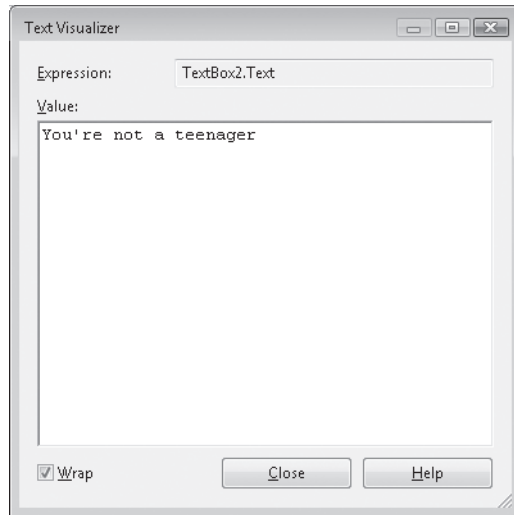 Text Visualizer
Expression: TextBox2.Text
Value:
You're not a teenager
Wrap Close Help